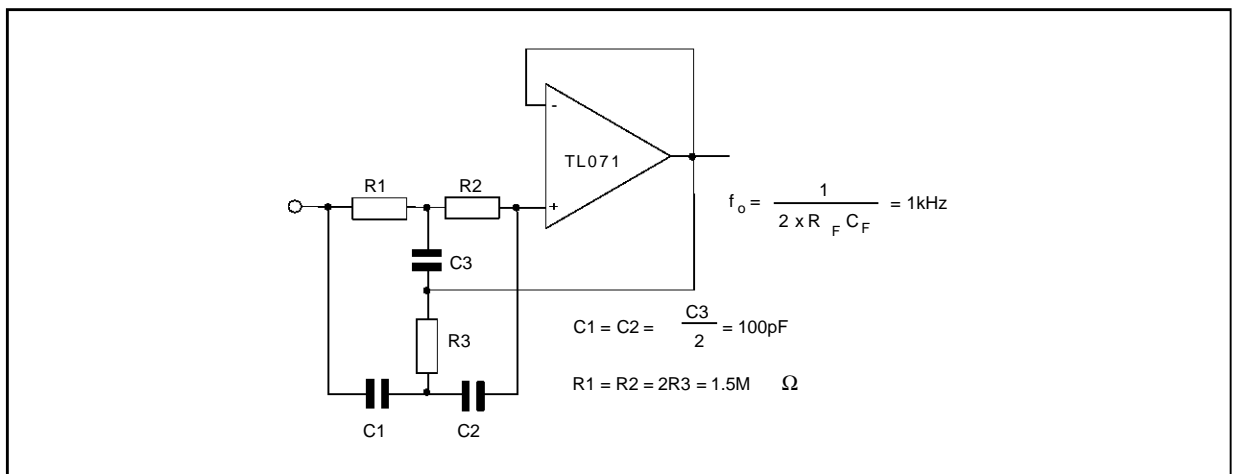 -
TL071
R1
R2
+
f o = 1 / 2 x R F C F = 1kHz
C3
C1 = C2 = C3 / 2 = 100pF
R3
R1 = R2 = 2R3 = 1.5M Ω
C1
C2